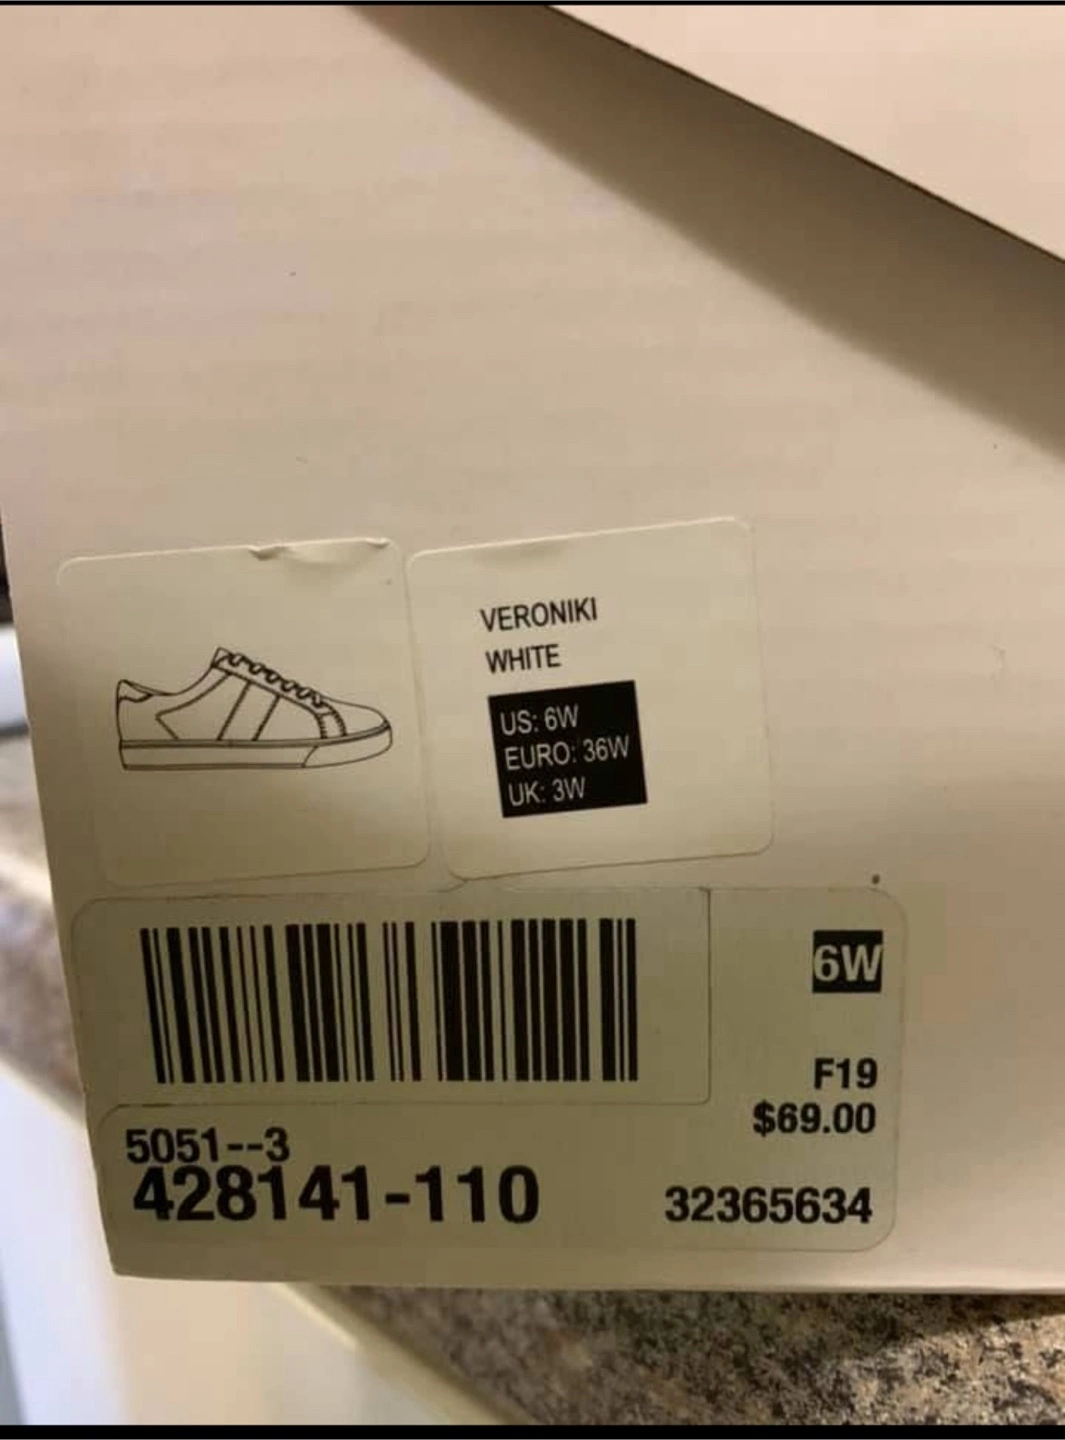 VERONIKI
WHITE
US: 6W
EURO: 36W
UK: 3W
6W
F19
$69.00
5051--3
428141-110
32365634